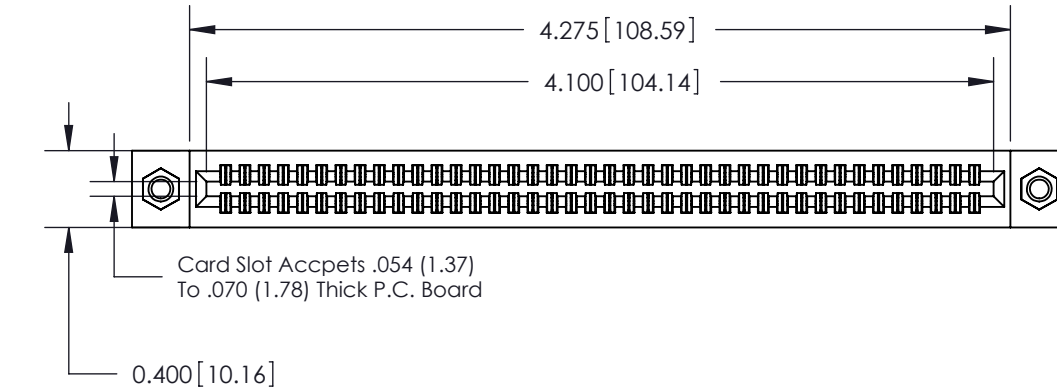 4.275[108.59]
4.100[104.14]
Card Slot Accpets .054 (1.37)
To .070 (1.78) Thick P.C. Board
0.400[10.16]